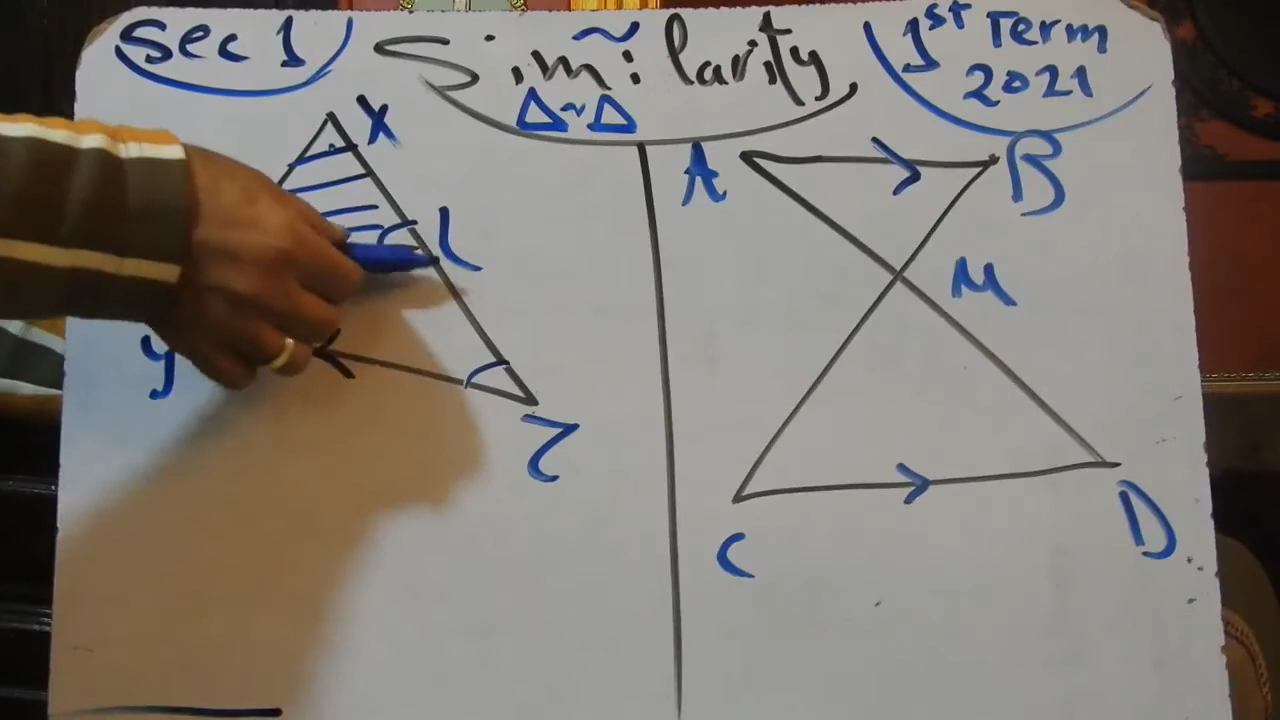 Sec 1
Similarity
Δ ~ Δ
1st Term
2021
X
L
y
Z
A
B
M
C
D